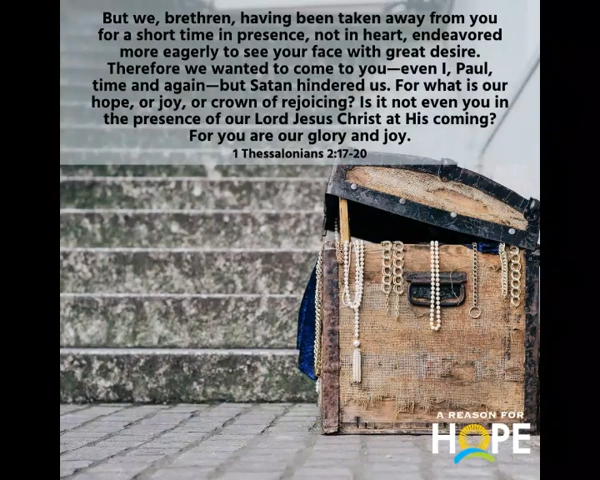 But we, brethren, having been taken away from you
for a short time in presence, not in heart, endeavored
more eagerly to see your face with great desire.
Therefore we wanted to come to you—even I, Paul,
time and again—but Satan hindered us. For what is our
hope, or joy, or crown of rejoicing? Is it not even you in
the presence of our Lord Jesus Christ at His coming?
For you are our glory and joy.
1 Thessalonians 2:17-20
A REASON FOR
HOPE